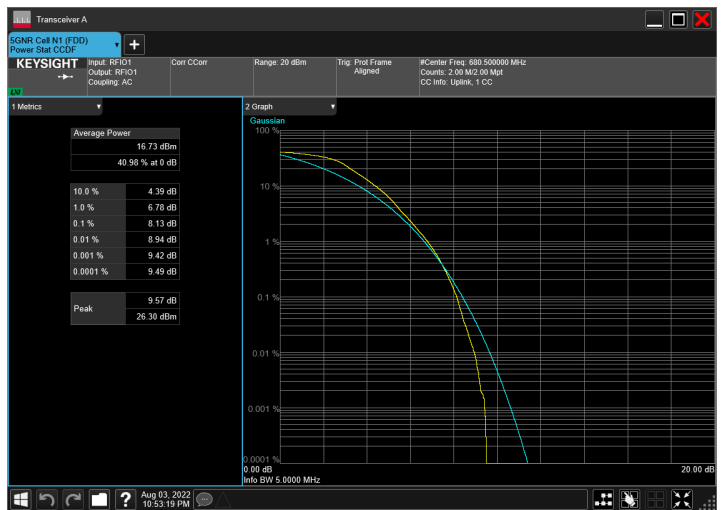 Transceiver A
5GNR Cell N1 (FDD)
Power Stat CCDF
KEYSIGHT
Input: RFIO1
Output: RFIO1
Coupling: AC
Corr CCorr
Range: 20 dBm
Trig: Prot Frame
Aligned
#Center Freq: 680.500000 MHz
Counts: 2.00 M/2.00 Mpt
CC Info: Uplink, 1 CC
LXI
1 Metrics
Average Power
16.73 dBm
40.98 % at 0 dB
10.0 % 4.39 dB
1.0 % 6.78 dB
0.1 % 8.13 dB
0.01 % 8.94 dB
0.001 % 9.42 dB
0.0001 % 9.49 dB
Peak
9.57 dB
26.30 dBm
2 Graph
Gaussian
100 %
10 %
1 %
0.1 %
0.01 %
0.001 %
0.0001 %
0.00 dB
20.00 dB
Info BW 5.0000 MHz
?
Aug 03, 2022
10:53:19 PM